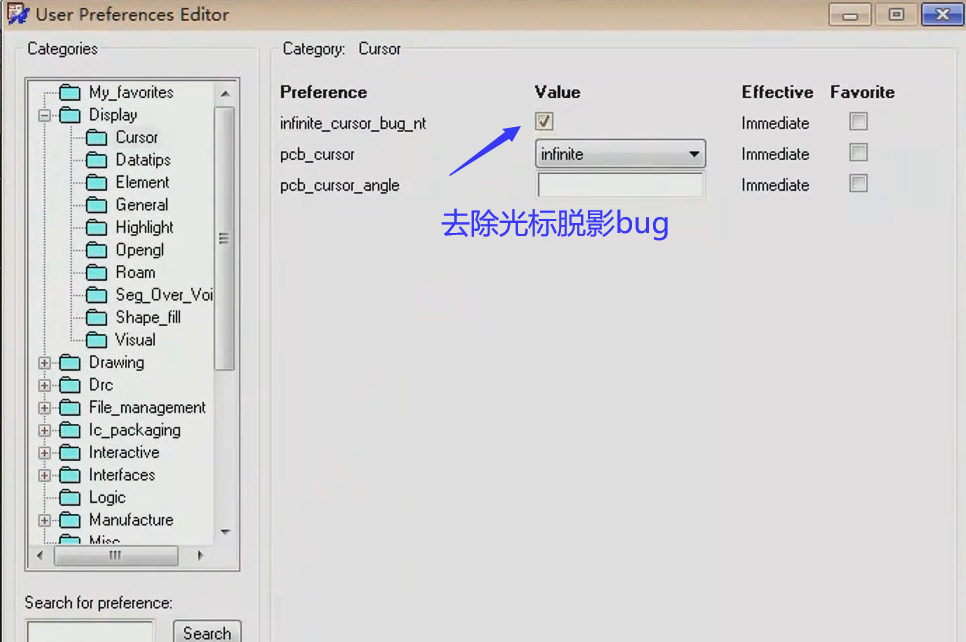 User Preferences Editor
Categories
My_favorites
Display
Cursor
Datatips
Element
General
Highlight
Opengl
Roam
Seg_Over_Voi
Shape_fill
Visual
Drawing
Drc
File_management
Ic_packaging
Interactive
Interfaces
Logic
Manufacture
Misc
Search for preference:
Search
Category: Cursor
Preference Value Effective Favorite
infinite_cursor_bug_nt Immediate
pcb_cursor infinite Immediate
pcb_cursor_angle Immediate
去除光标脱影bug